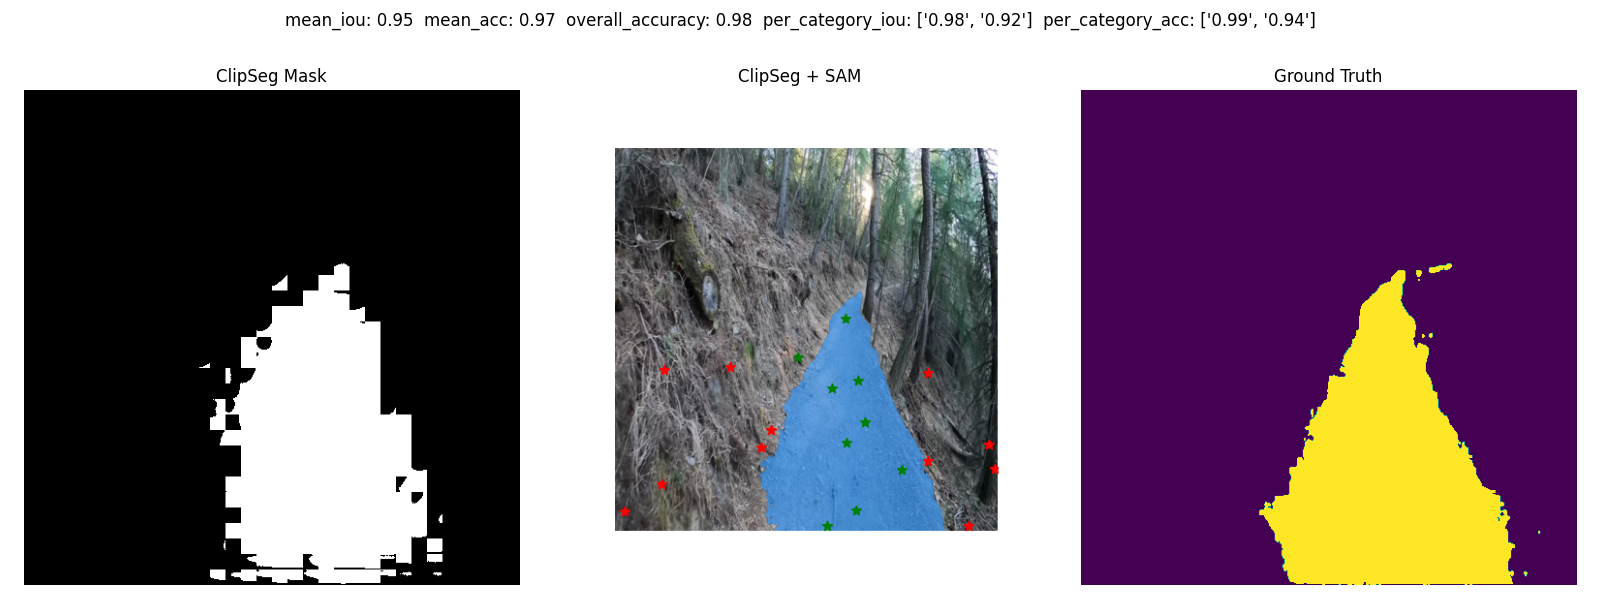 mean_iou: 0.95  mean_acc: 0.97  overall_accuracy: 0.98  per_category_iou: ['0.98', '0.92']  per_category_acc: ['0.99', '0.94']
ClipSeg Mask
ClipSeg + SAM
Ground Truth